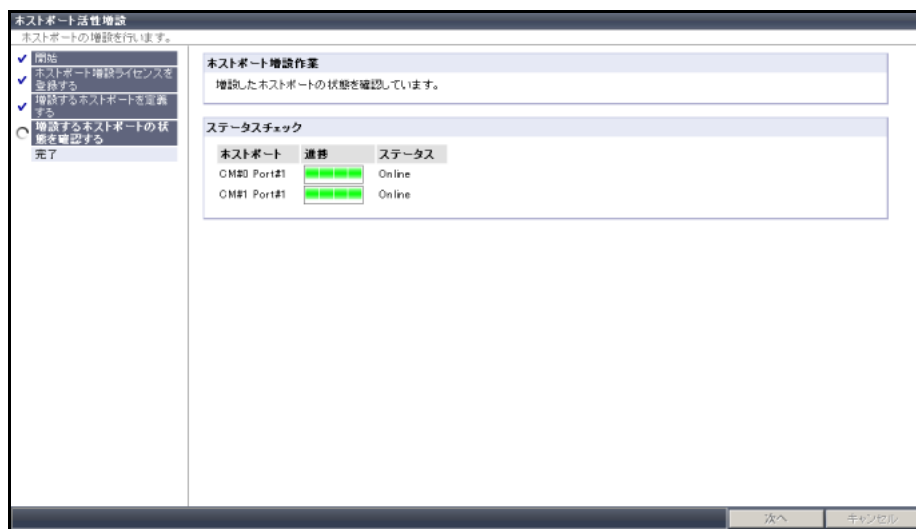 ホストポート活性増設
ホストポートの増設を行います。
開始
ホストポート増設ライセンスを
登録する
増設するホストポートを定義
する
増設するホストポートの状
態を確認する
完了
ホストポート増設作業
増設したホストポートの状態を確認しています。
ステータスチェック
ホストポート 進捗 ステータス
CM#0 Port#1 Online
CM#1 Port#1 Online
次へ キャンセル